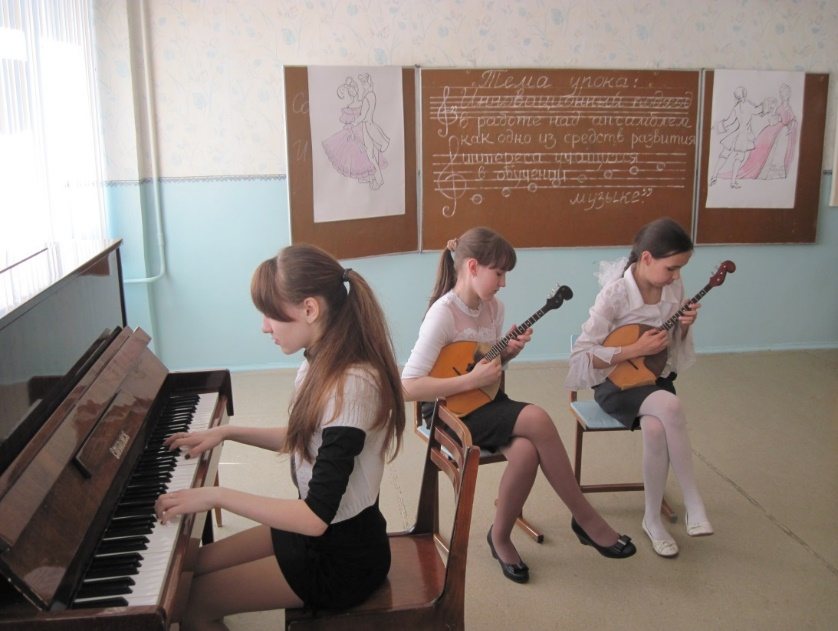 „Тема урока:
Инновационный подход
в работе над ансамблем
как одно из средств развития
интереса учащихся
в обучении
музыке”